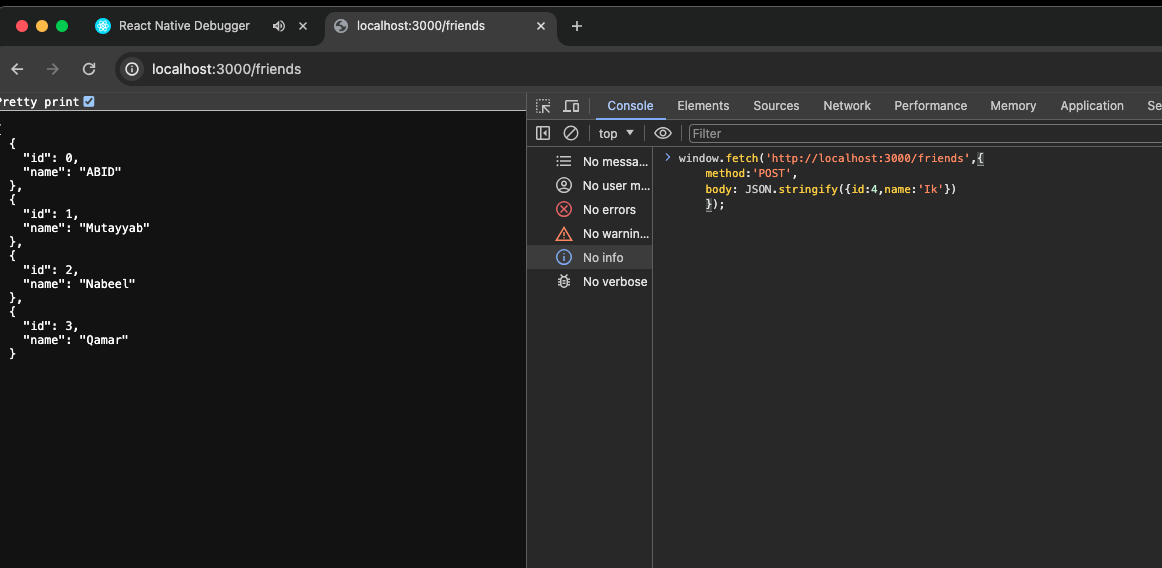 React Native Debugger
localhost:3000/friends
localhost:3000/friends
Pretty print
[
{
"id": 0,
"name": "ABID"
},
{
"id": 1,
"name": "Mutayyab"
},
{
"id": 2,
"name": "Nabeel"
},
{
"id": 3,
"name": "Qamar"
}
Console Elements Sources Network Performance Memory Application Se
top Filter
No messa...
No user m...
No errors
No warnin...
No info
No verbose
> window.fetch('http://localhost:3000/friends',{
method:'POST',
body: JSON.stringify({id:4,name:'Ik'})
});